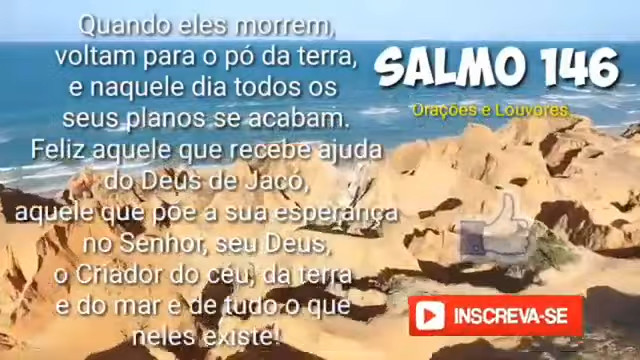 Quando eles morrem,
voltam para o pó da terra,
e naquele dia todos os
seus planos se acabam.
Feliz aquele que recebe ajuda
do Deus de Jacó,
aquele que põe a sua esperança
no Senhor, seu Deus,
o Criador do céu, da terra
e do mar e de tudo o que
neles existe!
SALMO 146
Orações e Louvores
INSCREVA-SE